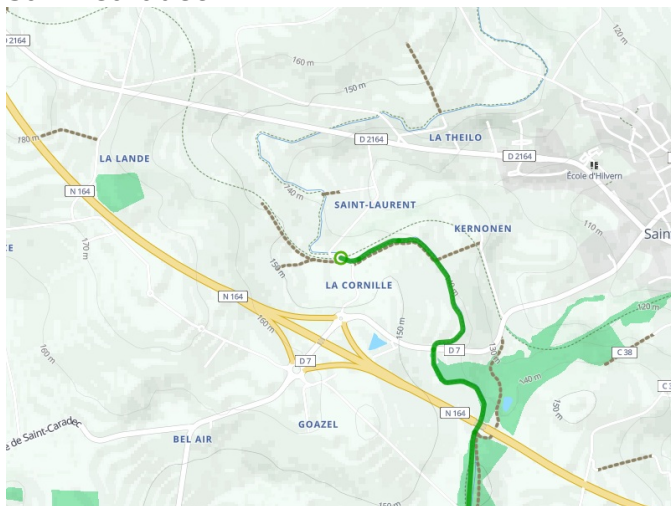 D 2164
120 m
160 m
150 m
180 m
D 2164
LA THEILO
D 2164
LA LANDE
École d'Hilvern
N 164
140 m
SAINT-LAURENT
110 m
170 m
KERNONEN
Sain
CE
150 m
LA CORNILLE
N 164
160 m
150 m
130 m
120 m
160 m
D 7
C 38
D 7
140 m
C 3
N 164
150 m
e de Saint-Caradec
GOAZEL
BEL AIR
150 m